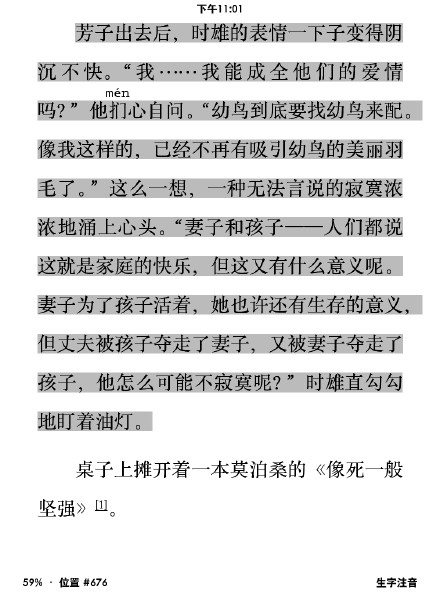 下午11:01
芳子出去后，时雄的表情一下子变得阴
沉不快。“我……我能成全他们的爱情
mén
吗？”他扪心自问。“幼鸟到底要找幼鸟来配。
像我这样的，已经不再有吸引幼鸟的美丽羽
毛了。”这么一想，一种无法言说的寂寞浓
浓地涌上心头。“妻子和孩子——人们都说
这就是家庭的快乐，但这又有什么意义呢。
妻子为了孩子活着，她也许还有生存的意义，
但丈夫被孩子夺走了妻子，又被妻子夺走了
孩子，他怎么可能不寂寞呢？”时雄直勾勾
地盯着油灯。
桌子上摊开着一本莫泊桑的《像死一般
坚强》[1]。
59% · 位置 #676 生字注音